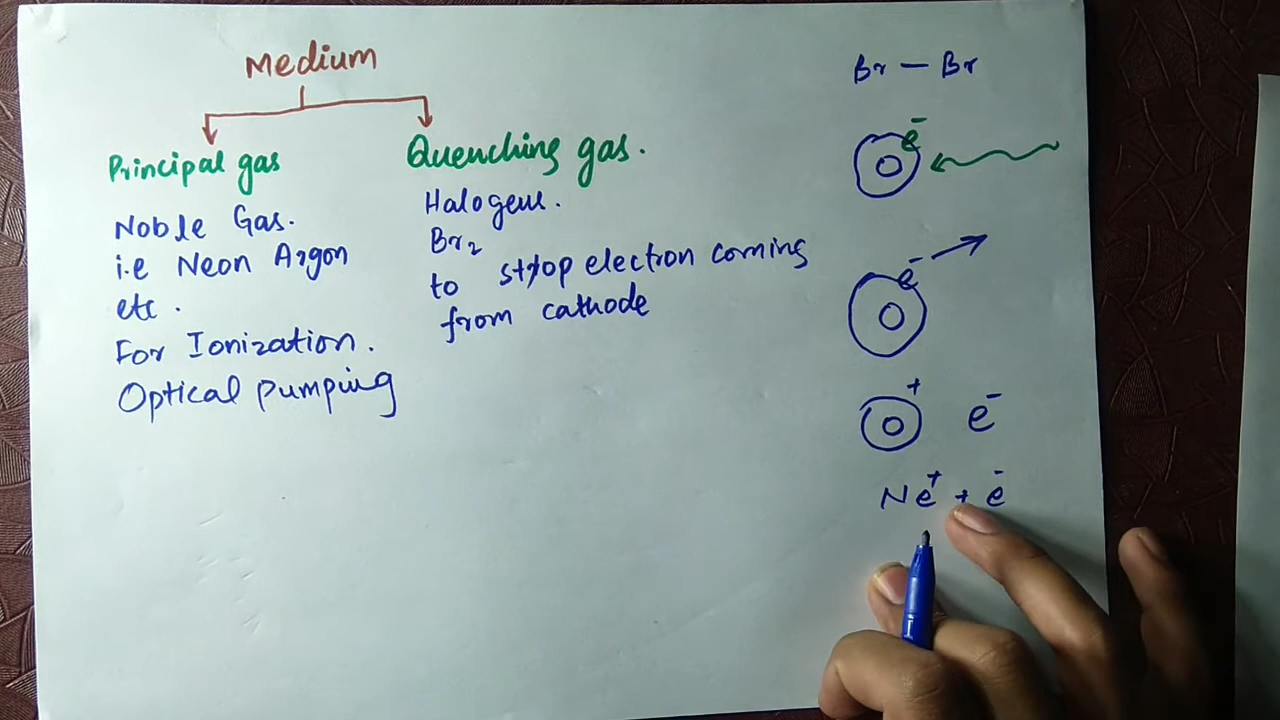 Medium
Principal gas
Noble Gas.
i.e Neon Argon
etc.
For Ionization.
Optical pumping
Quenching gas.
Halogens.
Br2
to stop electron coming
from cathode
Br — Br
e-
e-
+ e-
Ne+ + e-